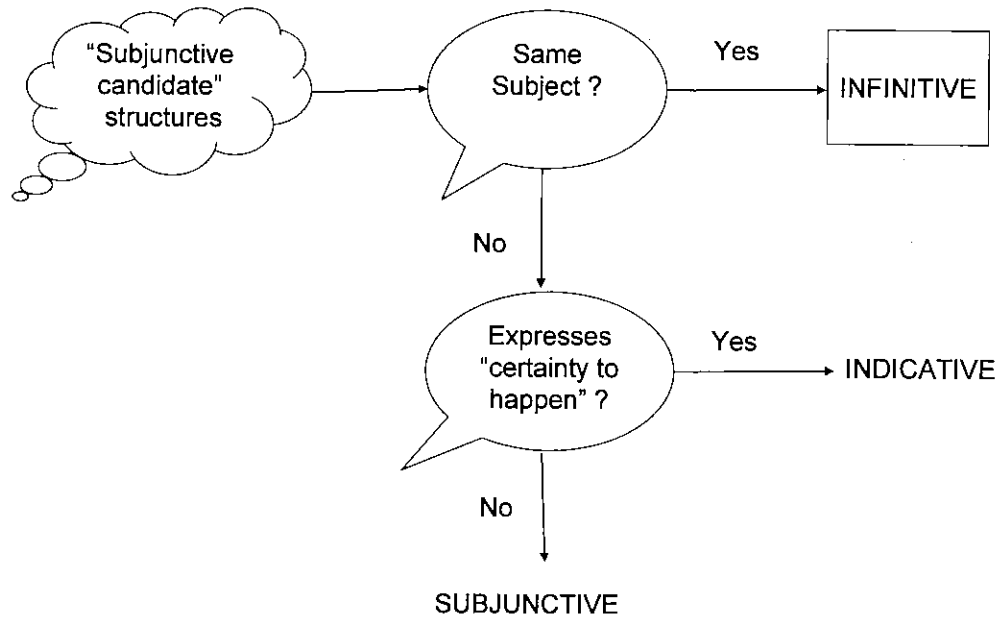 "Subjunctive
candidate"
structures
Same
Subject ?
Yes
INFINITIVE
No
Expresses
"certainty to
happen" ?
Yes
INDICATIVE
No
SUBJUNCTIVE